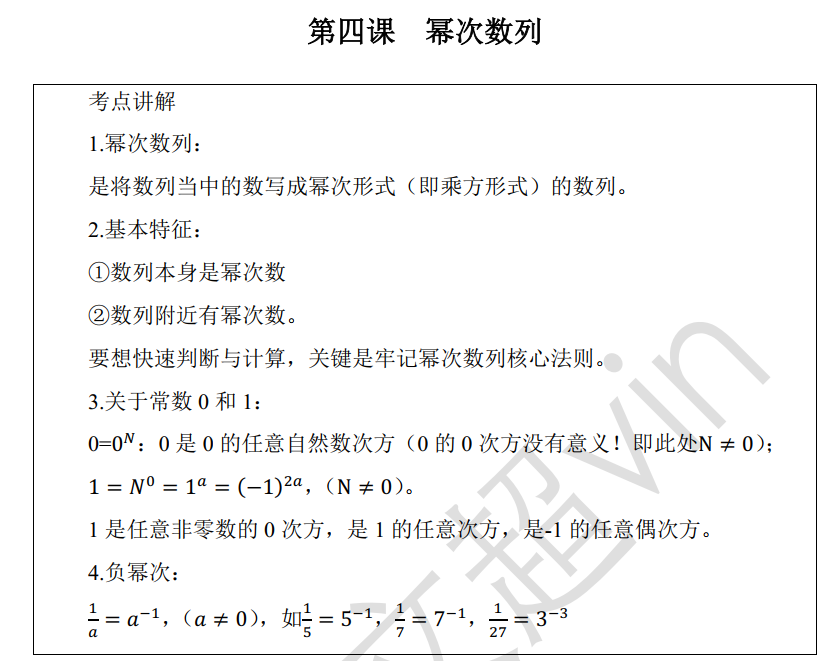 第四课 幂次数列
考点讲解
1.幂次数列：
是将数列当中的数写成幂次形式（即乘方形式）的数列。
2.基本特征：
①数列本身是幂次数
②数列附近有幂次数。
要想快速判断与计算，关键是牢记幂次数列核心法则。
3.关于常数 0 和 1：
0=0^N：0 是 0 的任意自然数次方（0 的 0 次方没有意义！即此处N ≠ 0）；
1 = N^0 = 1^a = (−1)^{2a}，（N ≠ 0）。
1 是任意非零数的 0 次方，是 1 的任意次方，是-1 的任意偶次方。
4.负幂次：
1/a = a^{−1}，（a ≠ 0），如1/5 = 5^{−1}，1/7 = 7^{−1}，1/27 = 3^{−3}
文超vin